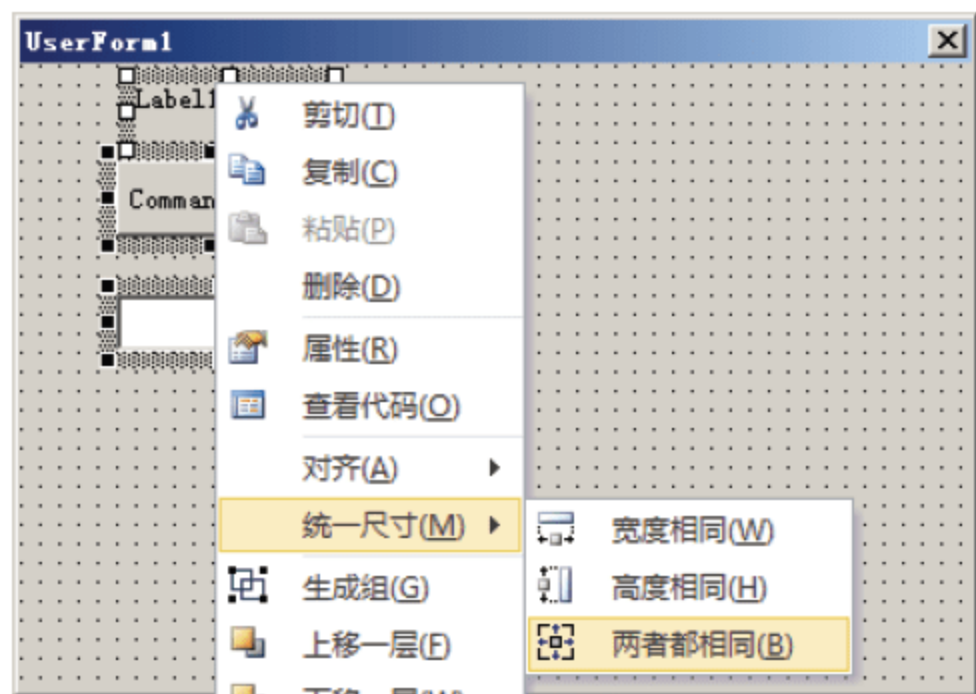 UserForm1
Label1
剪切(T)
复制(C)
Comman
粘贴(P)
删除(D)
属性(R)
查看代码(O)
对齐(A)
统一尺寸(M)
宽度相同(W)
高度相同(H)
生成组(G)
上移一层(F)
两者都相同(B)